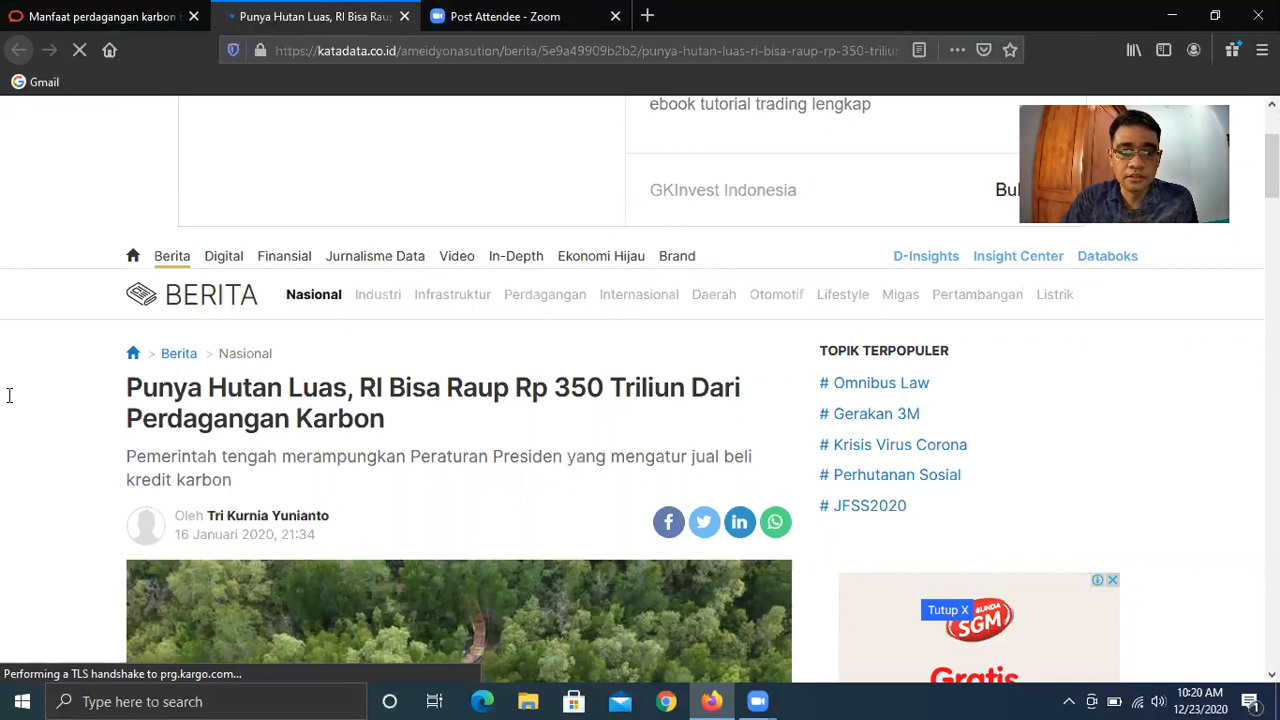 Manfaat perdagangan karbon b
Punya Hutan Luas, RI Bisa Raup
Post Attendee - Zoom
https://katadata.co.id/ameidyonasution/berita/5e9a49909b2b2/punya-hutan-luas-ri-bisa-raup-rp-350-triliun
Gmail
ebook tutorial trading lengkap
GKInvest Indonesia
Berita Digital Finansial Jurnalisme Data Video In-Depth Ekonomi Hijau Brand D-Insights Insight Center Databoks
BERITA Nasional Industri Infrastruktur Perdagangan Internasional Daerah Otomotif Lifestyle Migas Pertambangan Listrik
> Berita > Nasional
Punya Hutan Luas, RI Bisa Raup Rp 350 Triliun Dari
Perdagangan Karbon
Pemerintah tengah merampungkan Peraturan Presiden yang mengatur jual beli
kredit karbon
Oleh Tri Kurnia Yunianto
16 Januari 2020, 21:34
TOPIK TERPOPULER
# Omnibus Law
# Gerakan 3M
# Krisis Virus Corona
# Perhutanan Sosial
# JFSS2020
Tutup X
BUNDA
SGM
Gratis
Performing a TLS handshake to prg.kargo.com...
Type here to search
10:20 AM
12/23/2020